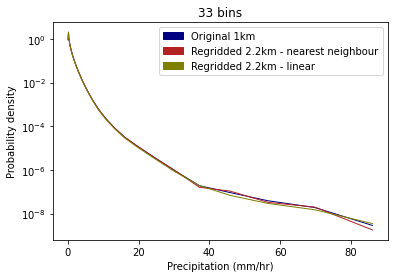 33 bins
Original 1km
Regridded 2.2km - nearest neighbour
Regridded 2.2km - linear
Probability density
10⁰
10⁻²
10⁻⁴
10⁻⁶
10⁻⁸
0 20 40 60 80
Precipitation (mm/hr)